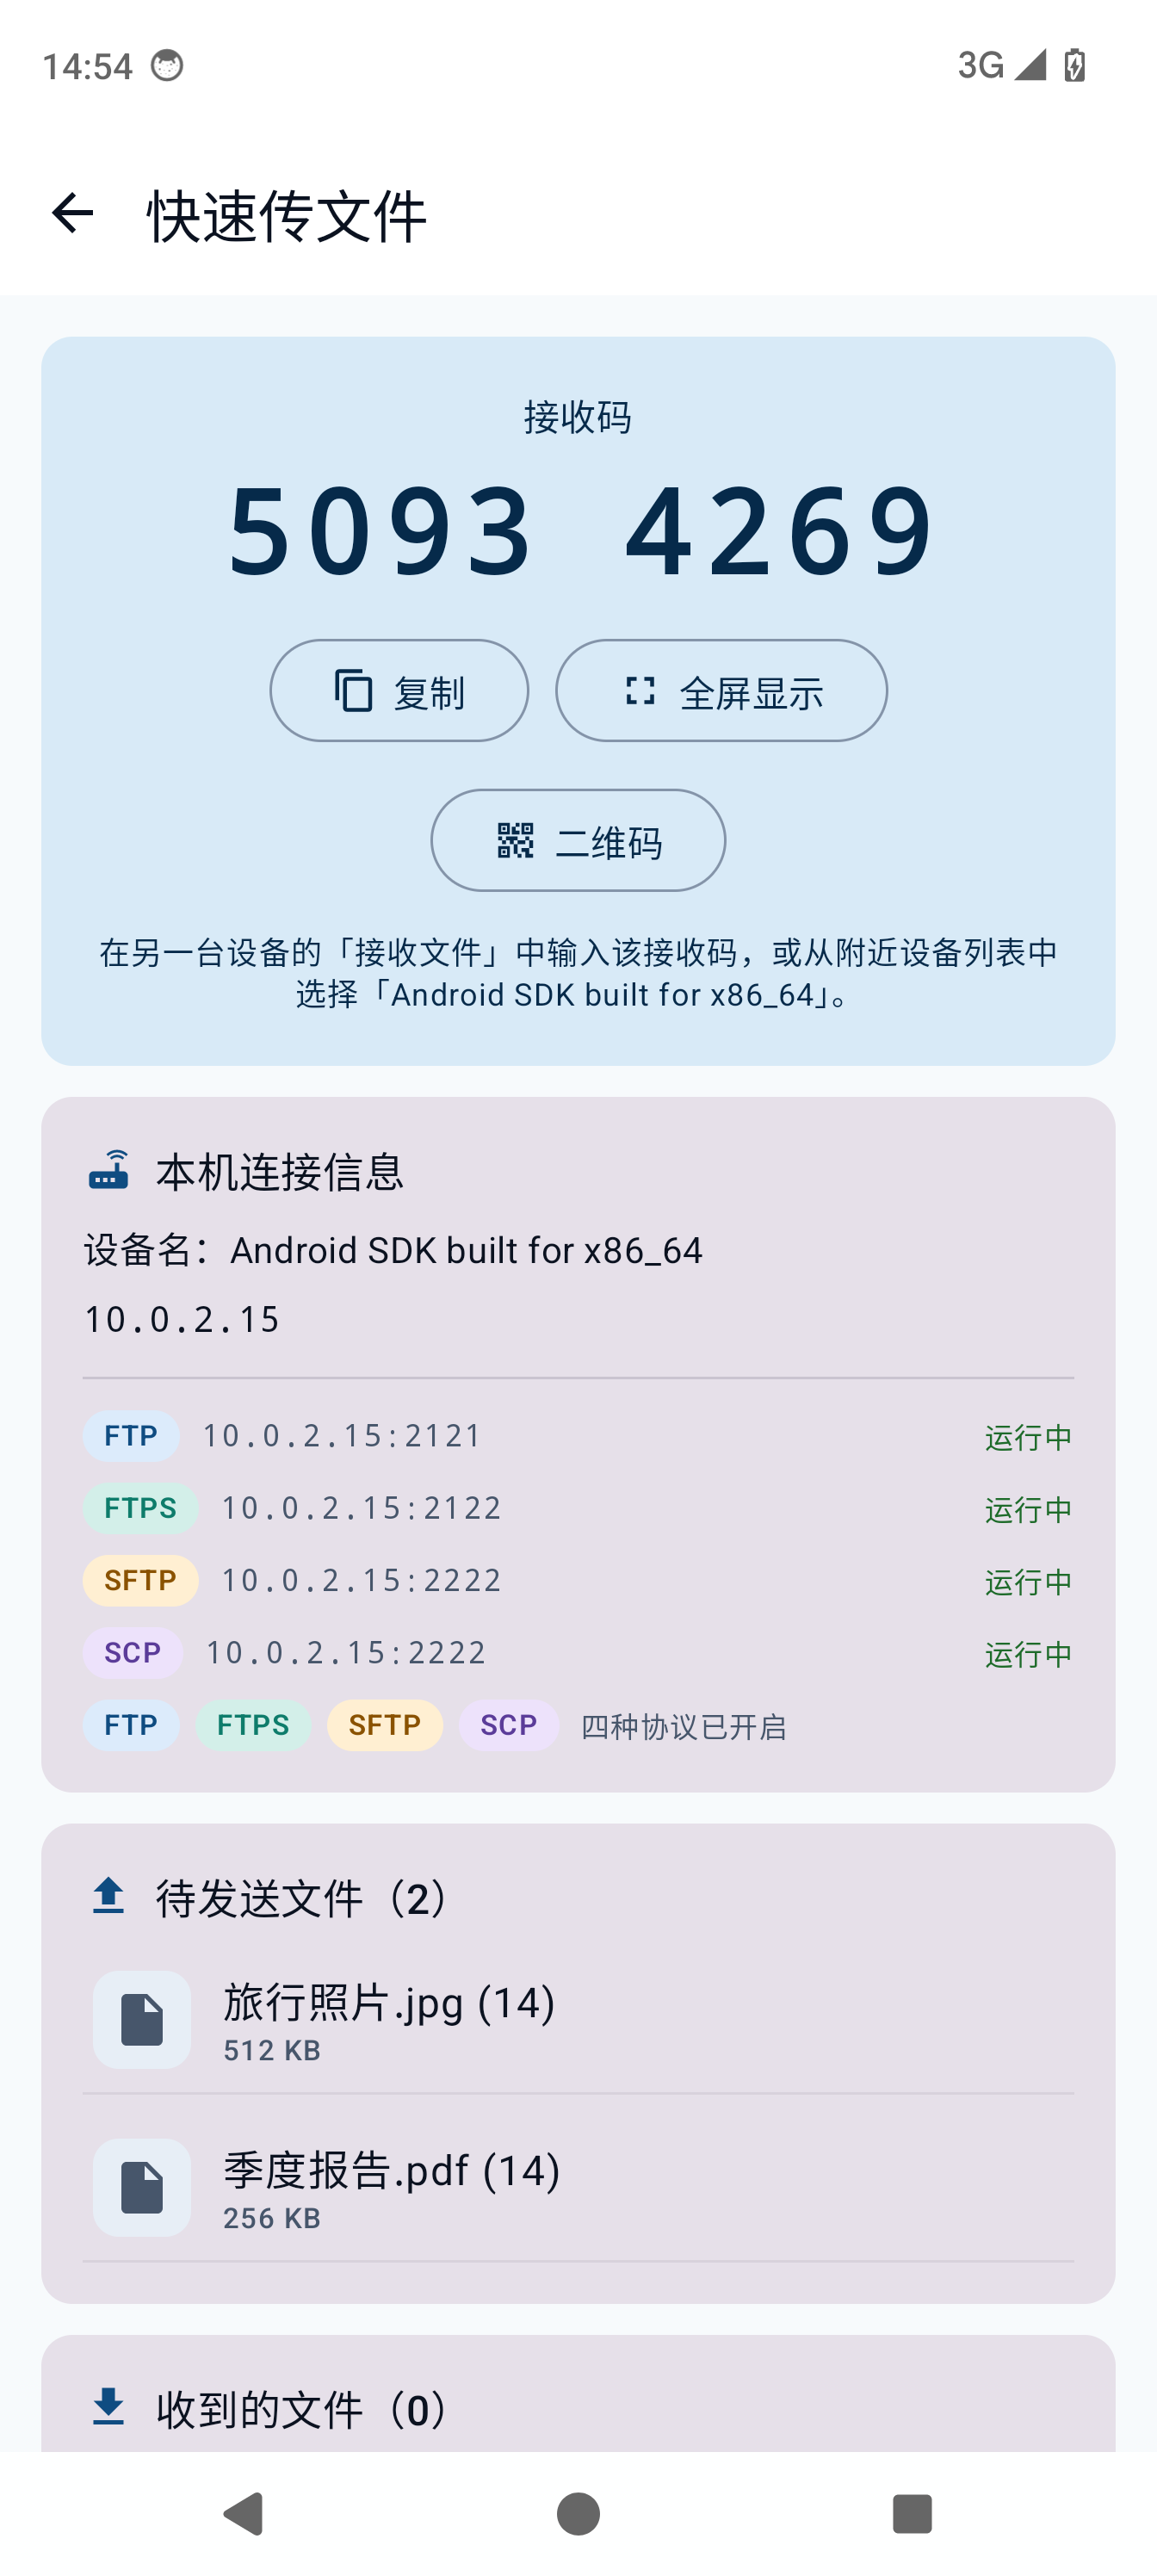 14:54
3G
快速传文件
接收码
5093 4269
复制
全屏显示
二维码
在另一台设备的「接收文件」中输入该接收码，或从附近设备列表中
选择「Android SDK built for x86_64」。
本机连接信息
设备名：Android SDK built for x86_64
10.0.2.15
FTP 10.0.2.15:2121 运行中
FTPS 10.0.2.15:2122 运行中
SFTP 10.0.2.15:2222 运行中
SCP 10.0.2.15:2222 运行中
FTP FTPS SFTP SCP 四种协议已开启
待发送文件（2）
旅行照片.jpg (14)
512 KB
季度报告.pdf (14)
256 KB
收到的文件（0）